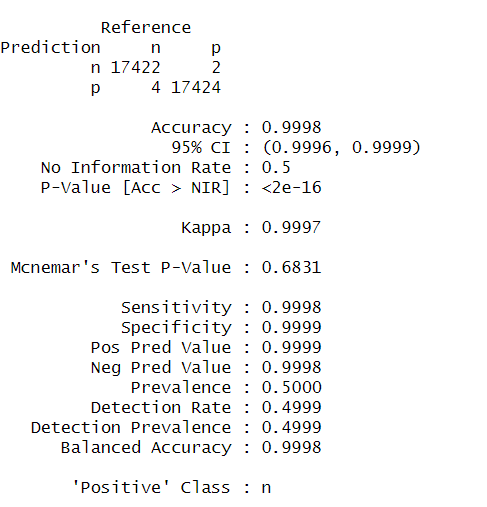 Reference
Prediction n p
n 17422 2
p 4 17424
Accuracy : 0.9998
95% CI : (0.9996, 0.9999)
No Information Rate : 0.5
P-Value [Acc > NIR] : <2e-16
Kappa : 0.9997
Mcnemar's Test P-Value : 0.6831
Sensitivity : 0.9998
Specificity : 0.9999
Pos Pred Value : 0.9999
Neg Pred Value : 0.9998
Prevalence : 0.5000
Detection Rate : 0.4999
Detection Prevalence : 0.4999
Balanced Accuracy : 0.9998
'Positive' Class : n